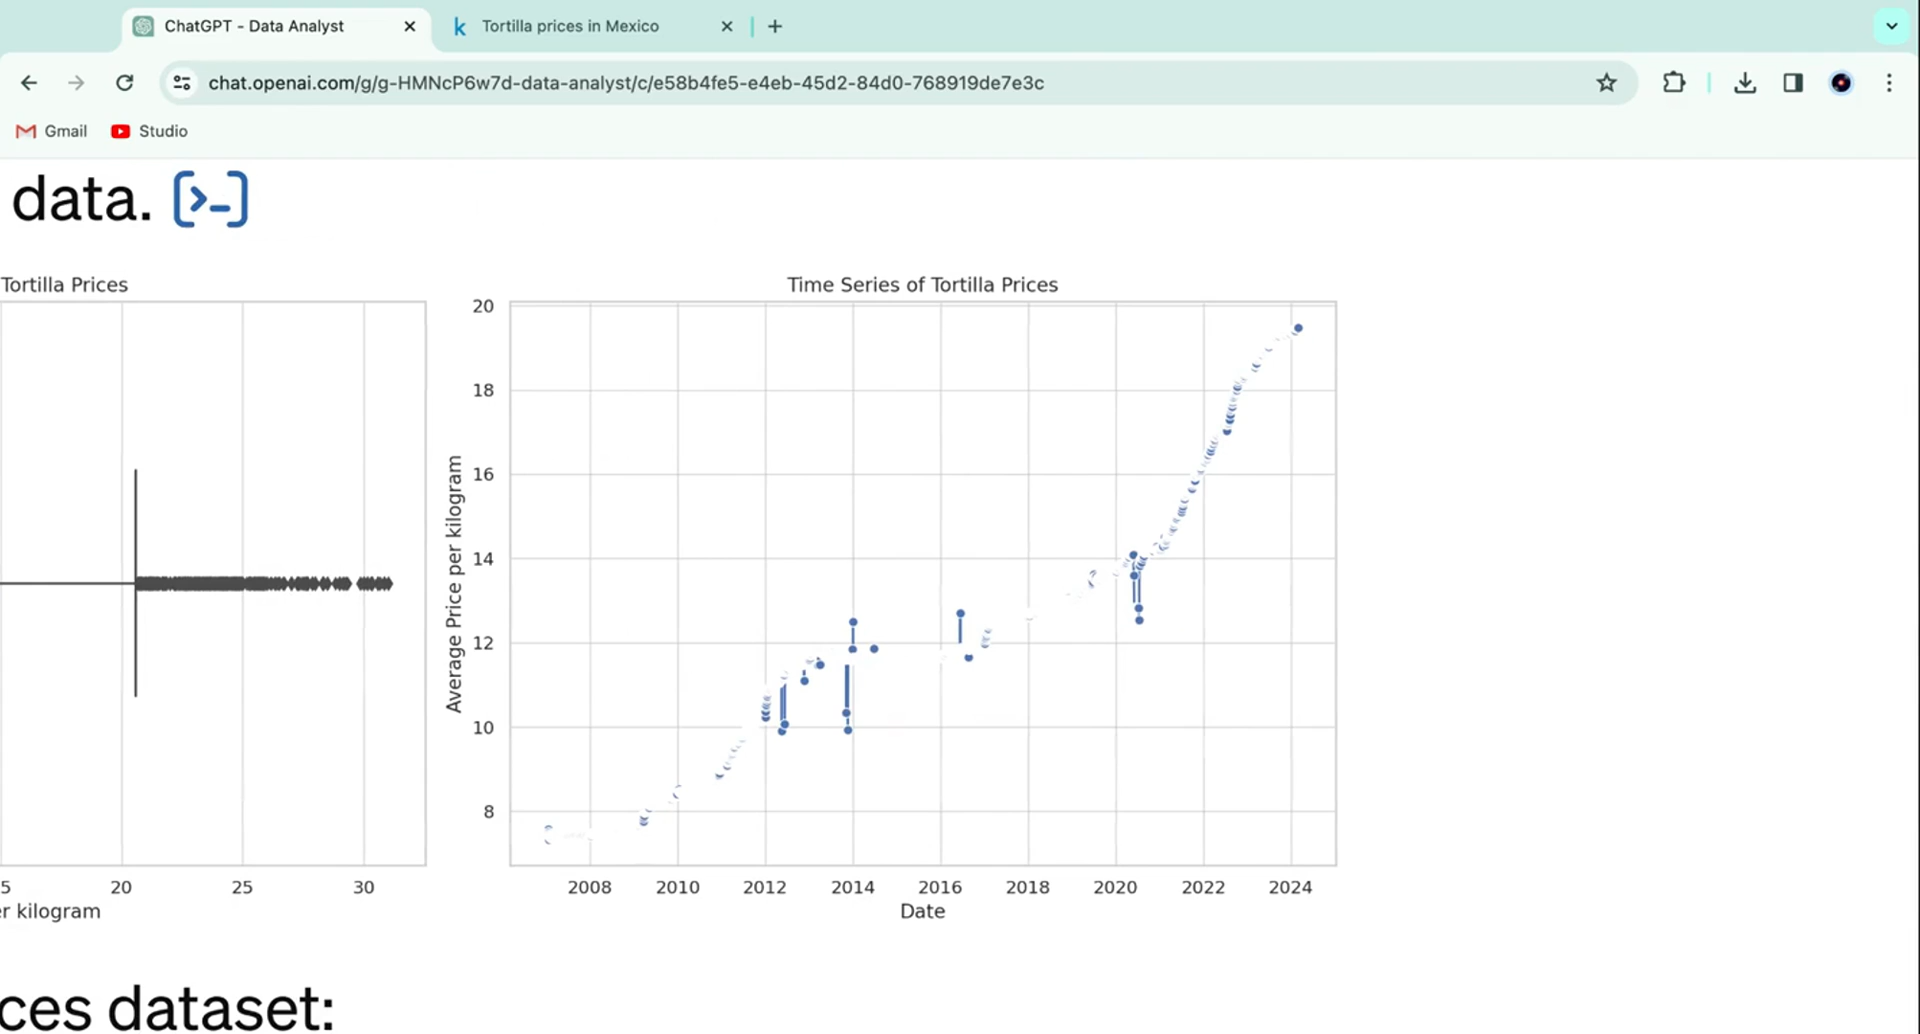 ChatGPT - Data Analyst
Tortilla prices in Mexico
chat.openai.com/g/g-HMNcP6w7d-data-analyst/c/e58b4fe5-e4eb-45d2-84d0-768919de7e3c
Gmail
Studio
data.
Tortilla Prices
5
20
25
30
er kilogram
Time Series of Tortilla Prices
20
18
16
14
12
10
8
Average Price per kilogram
2008
2010
2012
2014
2016
2018
2020
2022
2024
Date
ces dataset: